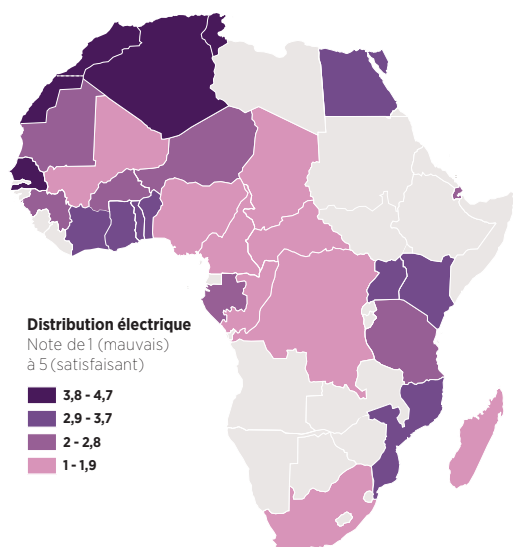 Distribution électrique
Note de 1 (mauvais)
à 5 (satisfaisant)
3,8 - 4,7
2,9 - 3,7
2 - 2,8
1 - 1,9